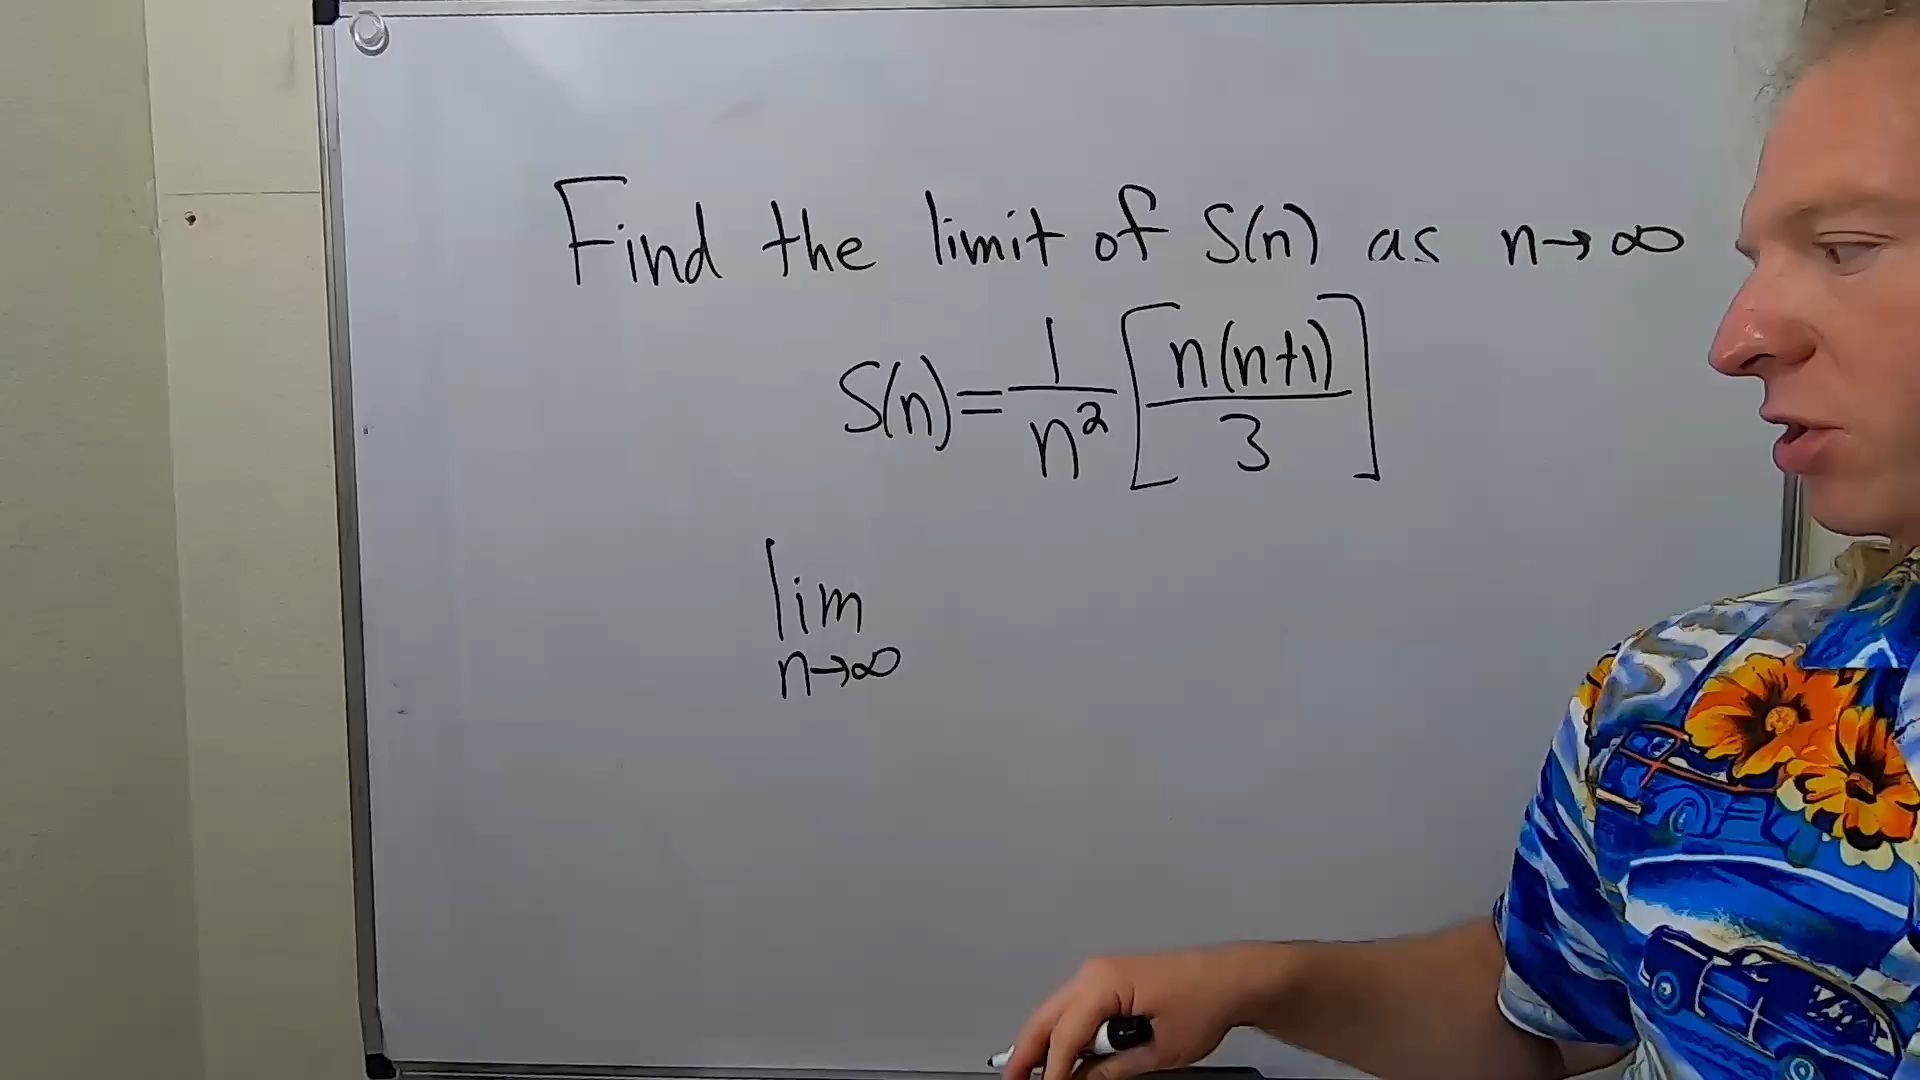 Find the limit of S(n) as n→∞
S(n)=1/n² [n(n+1)/3]
lim
n→∞